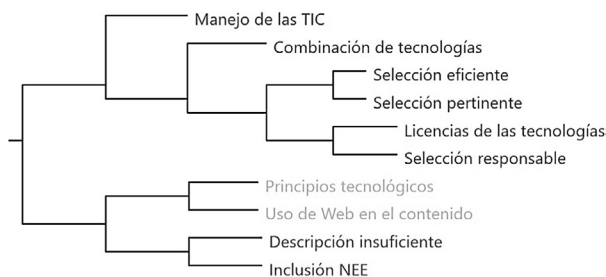 Manejo de las TIC
Combinación de tecnologías
Selección eficiente
Selección pertinente
Licencias de las tecnologías
Selección responsable
Principios tecnológicos
Uso de Web en el contenido
Descripción insuficiente
Inclusión NEE